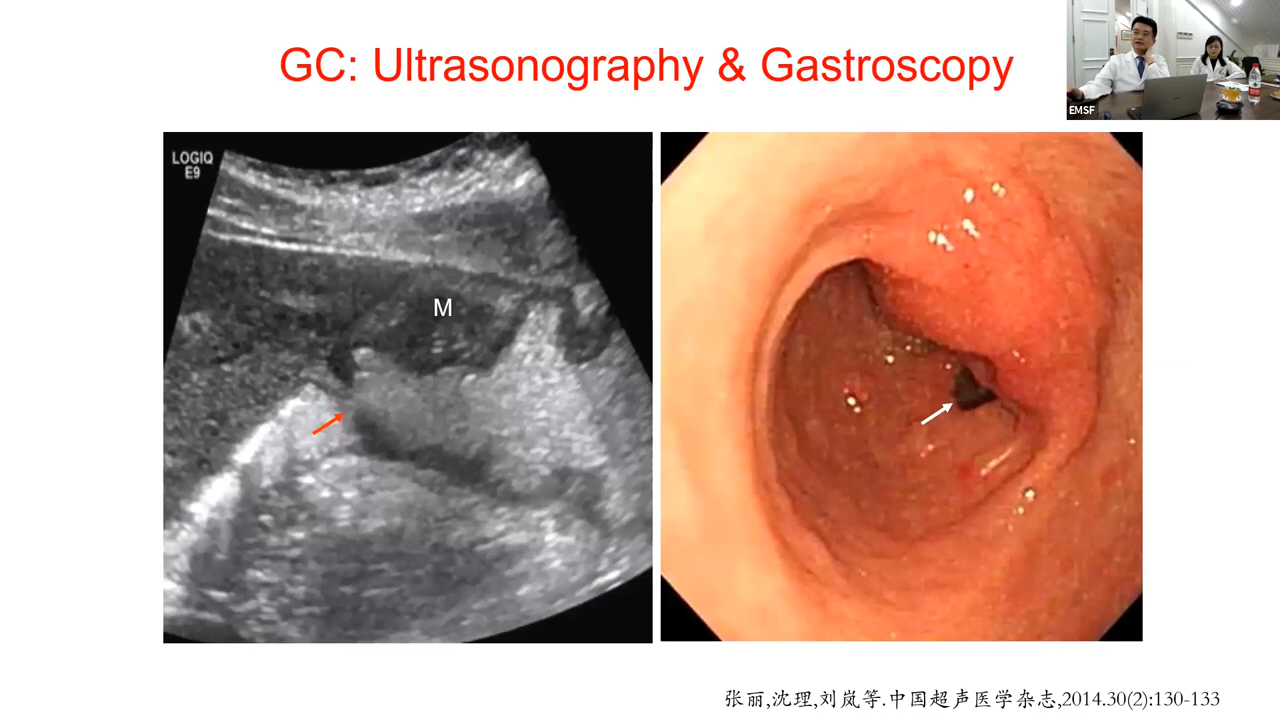 GC: Ultrasonography & Gastroscopy
EMSF
LOGIQ
E9
M
张丽,沈理,刘岚等.中国超声医学杂志,2014.30(2):130-133